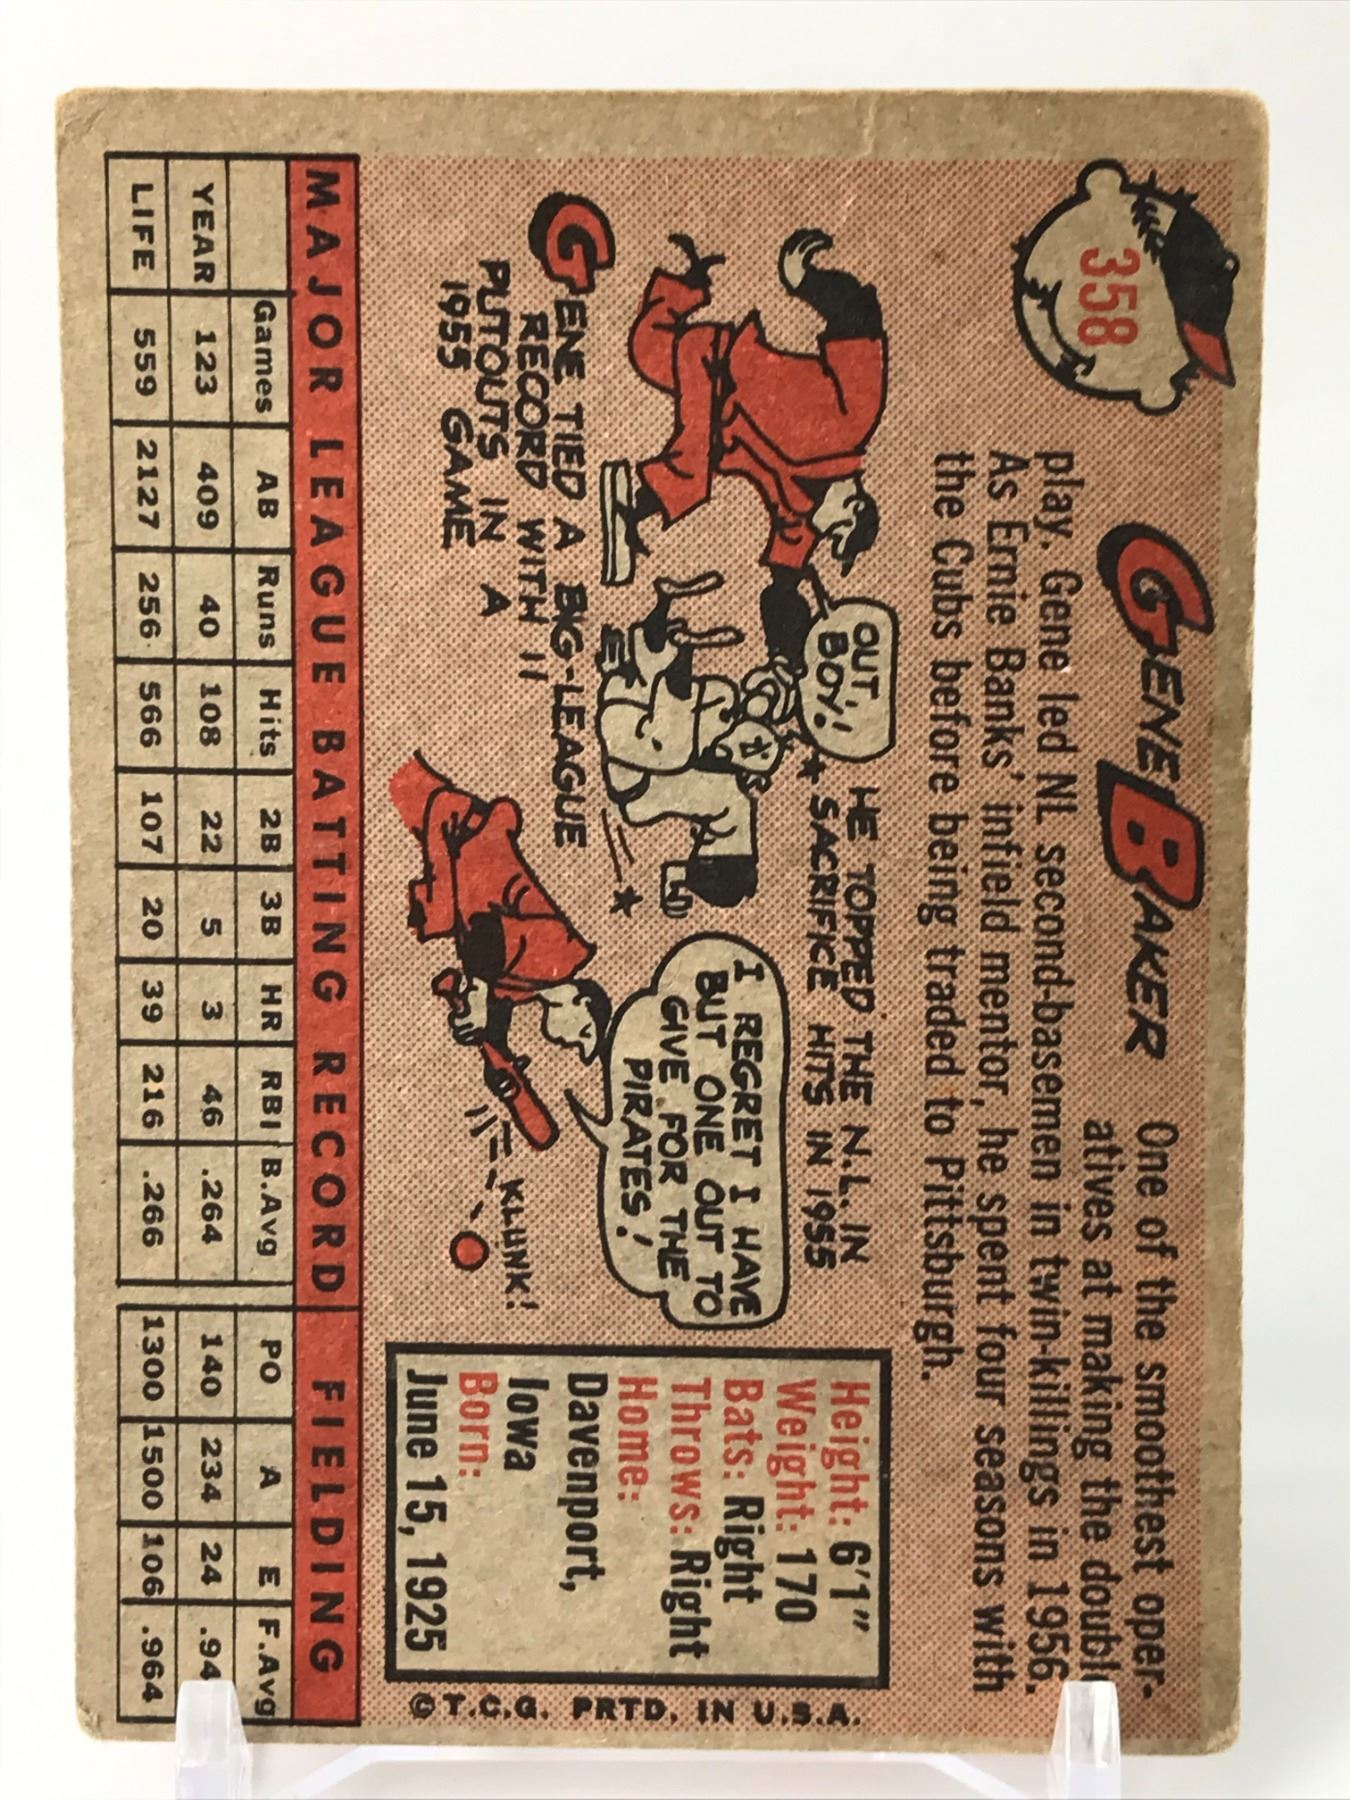 358
GENE BAKER
One of the smoothest oper-
atives at making the doubl
play. Gene led NL second-basemen in twin-killings in 1956.
As Ernie Banks' infield mentor, he spent four seasons with
the Cubs before being traded to Pittsburgh.
OUT,
BOY!
HE TOPPED THE N.L. IN
SACRIFICE HITS IN 1955
GENE TIED A BIG-LEAGUE
RECORD WITH 11
PUTOUTS IN A
1955 GAME
I REGRET I HAVE
BUT ONE OUT TO
GIVE FOR THE
PIRATES!
KLUNK!
Height: 6'1"
Weight: 170
Bats: Right
Throws: Right
Home:
Davenport,
Iowa
Born:
June 15, 1925
© T.C.G. PRTD. IN U.S.A.
MAJOR LEAGUE BATTING RECORD FIELDING
Games AB Runs Hits 2B 3B HR RBI B.Avg PO A E F.Avg
YEAR 123 409 40 108 22 5 3 46 .264 140 234 24 .94
LIFE 559 2127 256 566 107 20 39 216 .266 1300 1500 106 .964